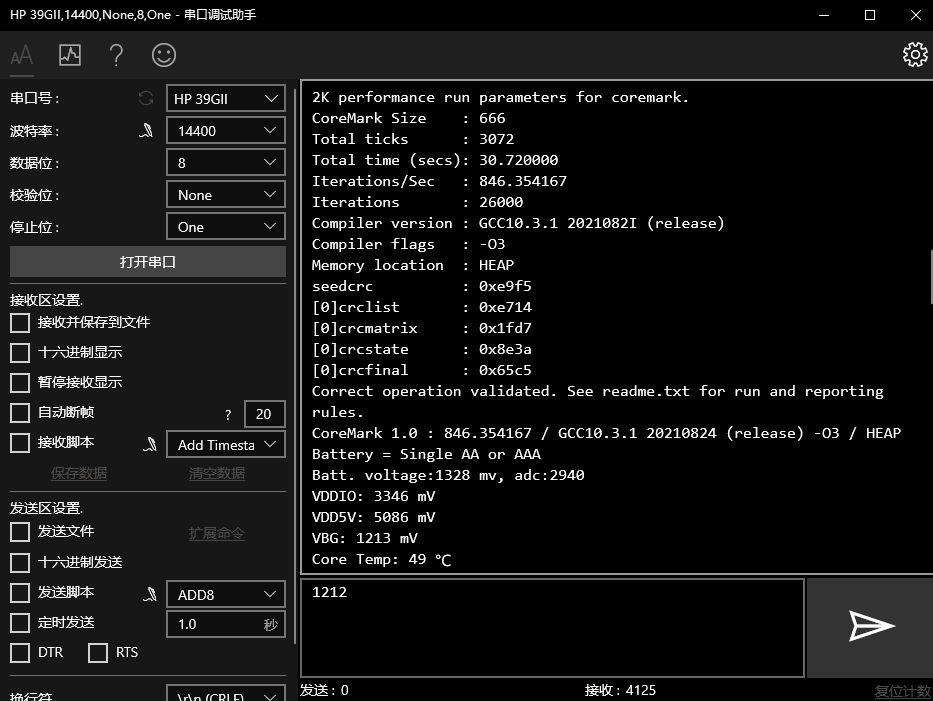 HP 39GII,14400,None,8,One - 串口调试助手
AA
串口号 :
HP 39GII
波特率 :
14400
数据位 :
8
校验位 :
None
停止位 :
One
打开串口
接收区设置.
接收并保存到文件
十六进制显示
暂停接收显示
自动断帧
?
20
接收脚本
Add Timesta
保存数据
清空数据
发送区设置.
发送文件
扩展命令
十六进制发送
发送脚本
ADD8
定时发送
1.0
秒
DTR
RTS
换行符
\r\n (CRLF)
2K performance run parameters for coremark.
CoreMark Size    : 666
Total ticks      : 3072
Total time (secs): 30.720000
Iterations/Sec   : 846.354167
Iterations       : 26000
Compiler version : GCC10.3.1 2021082I (release)
Compiler flags   : -O3
Memory location  : HEAP
seedcrc          : 0xe9f5
[0]crclist       : 0xe714
[0]crcmatrix     : 0x1fd7
[0]crcstate      : 0x8e3a
[0]crcfinal      : 0x65c5
Correct operation validated. See readme.txt for run and reporting
rules.
CoreMark 1.0 : 846.354167 / GCC10.3.1 20210824 (release) -O3 / HEAP
Battery = Single AA or AAA
Batt. voltage:1328 mv, adc:2940
VDDIO: 3346 mV
VDD5V: 5086 mV
VBG: 1213 mV
Core Temp: 49 ℃
1212
发送 : 0
接收 : 4125
复位计数